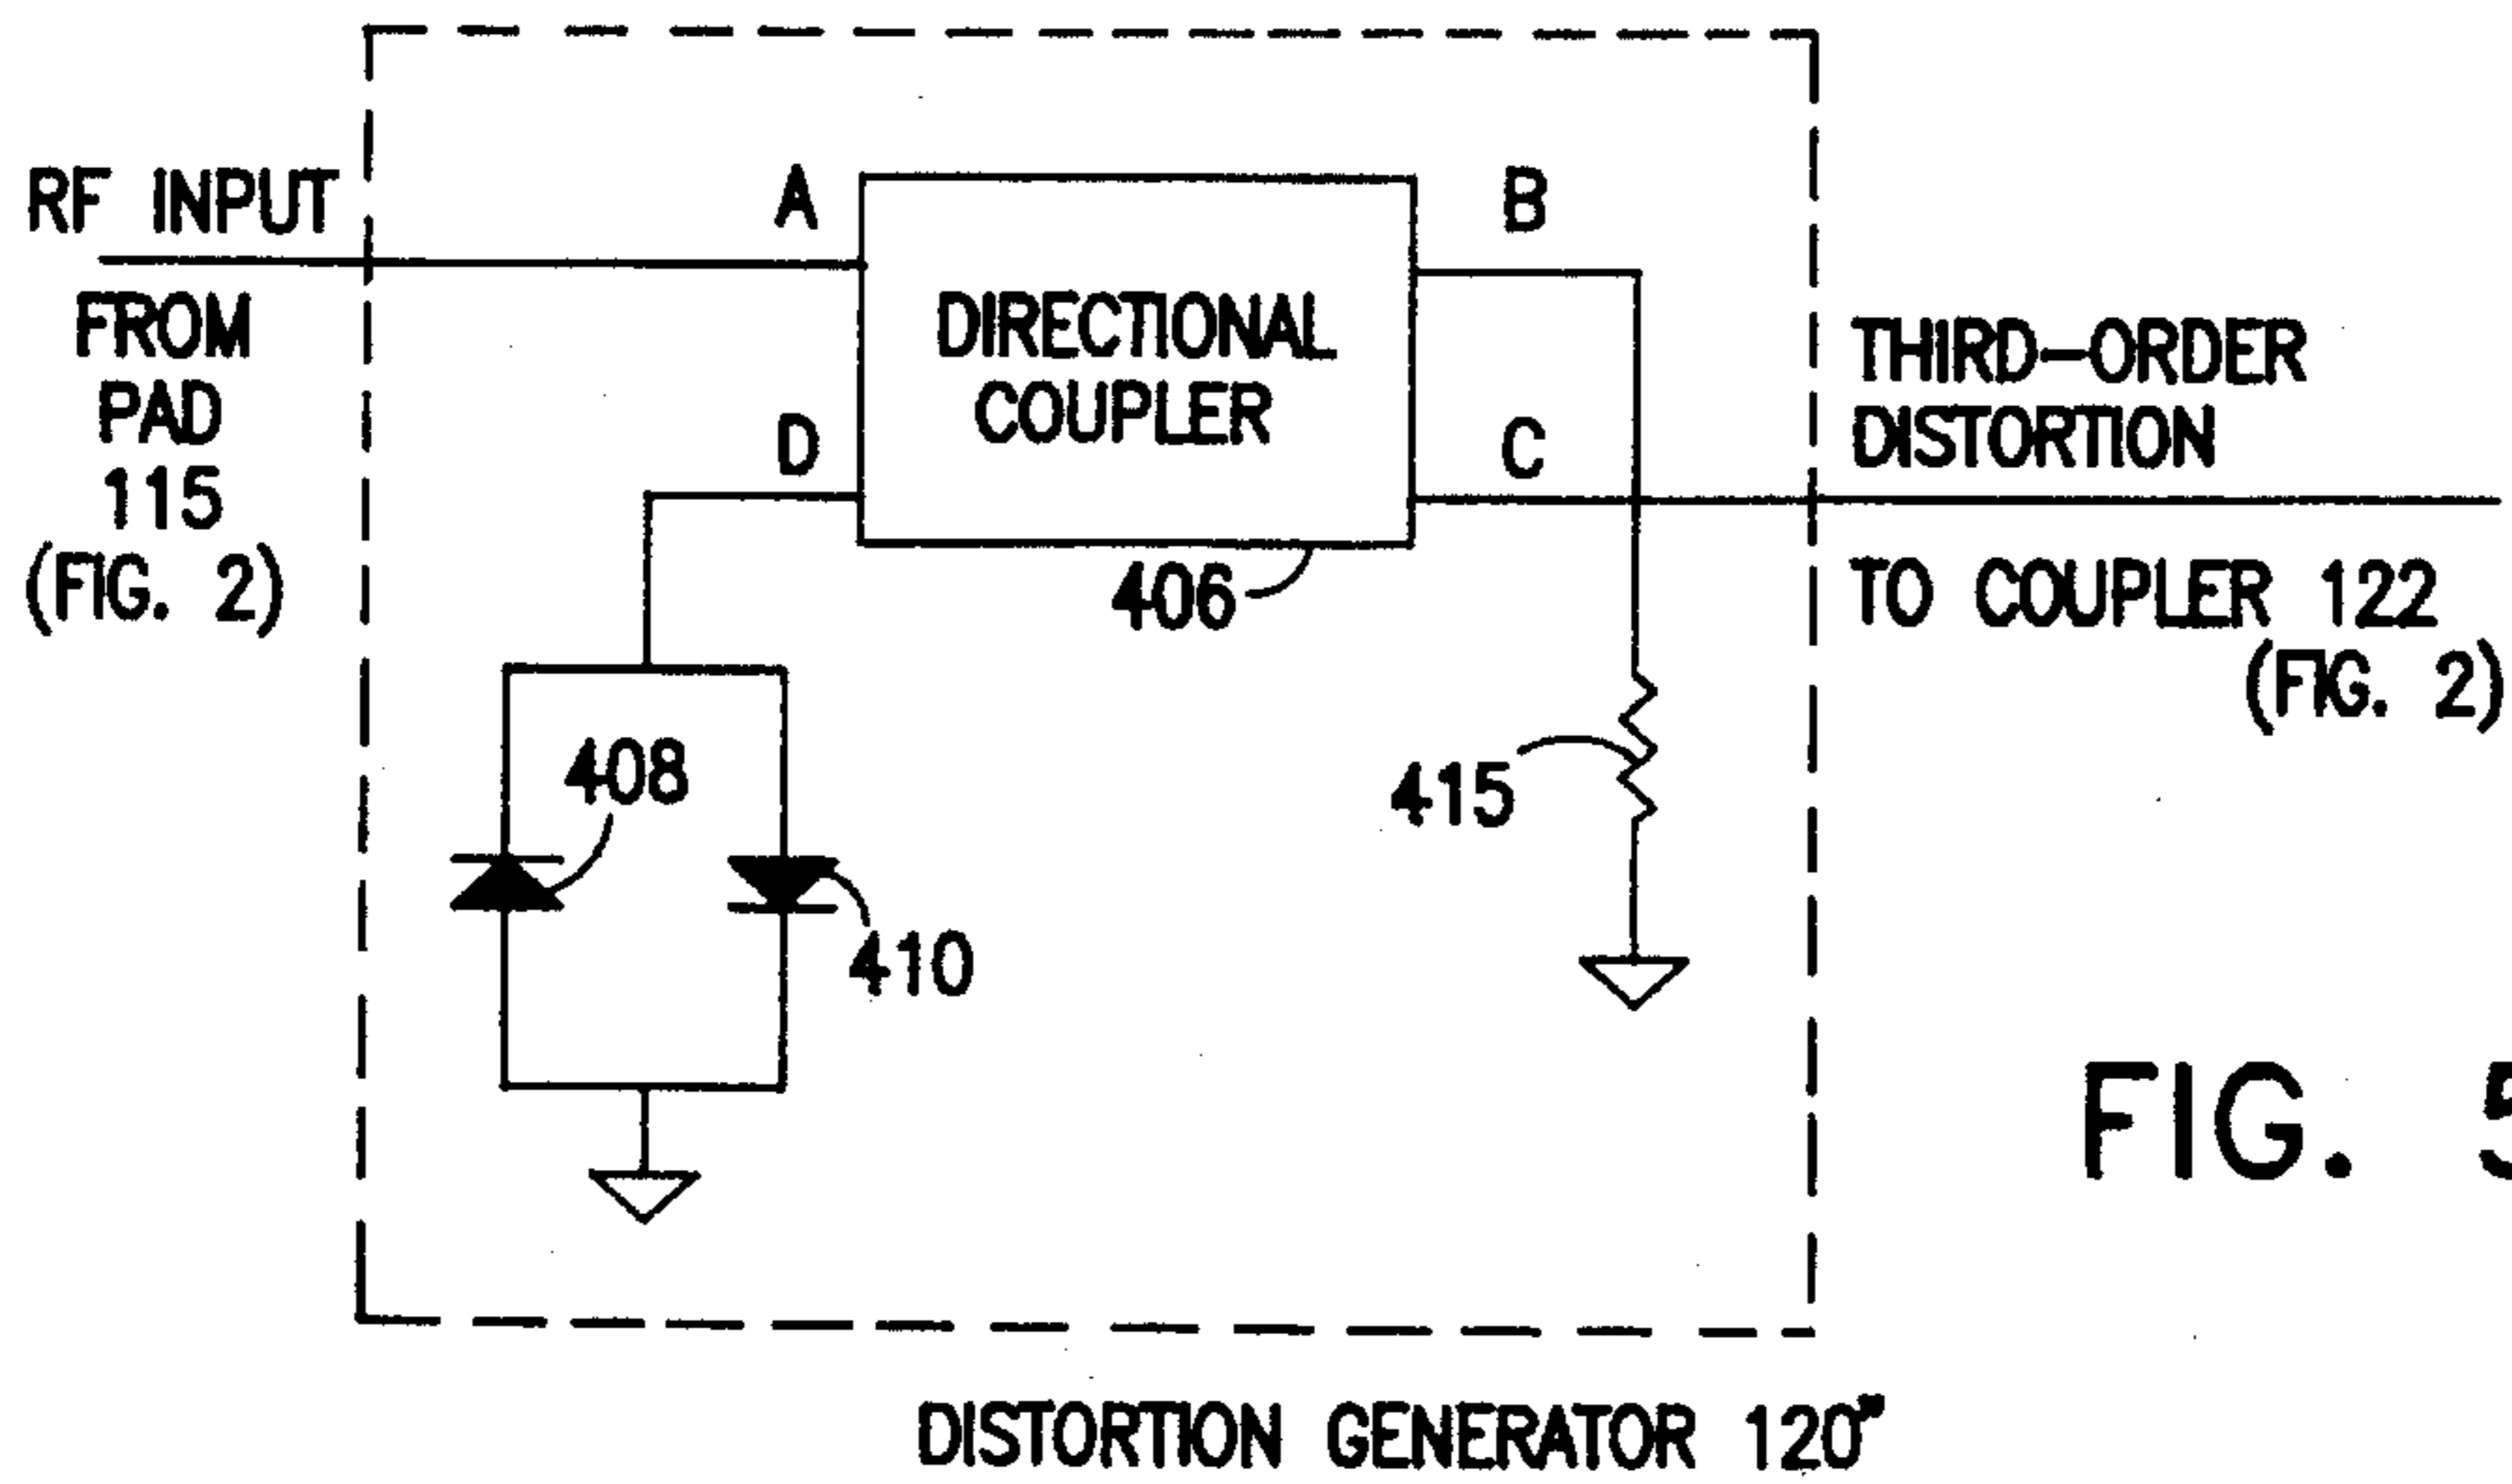 RF INPUT
FROM
PAD
115
(FIG. 2)
A
B
DIRECTIONAL
COUPLER
D
C
406
THIRD-ORDER
DISTORTION
TO COUPLER 122
(FIG. 2)
408
410
415
FIG. 5
DISTORTION GENERATOR 120"